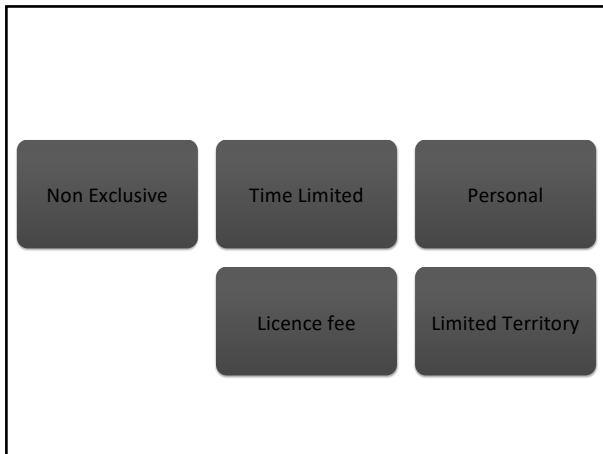 Non Exclusive
Time Limited
Personal
Licence fee
Limited Territory